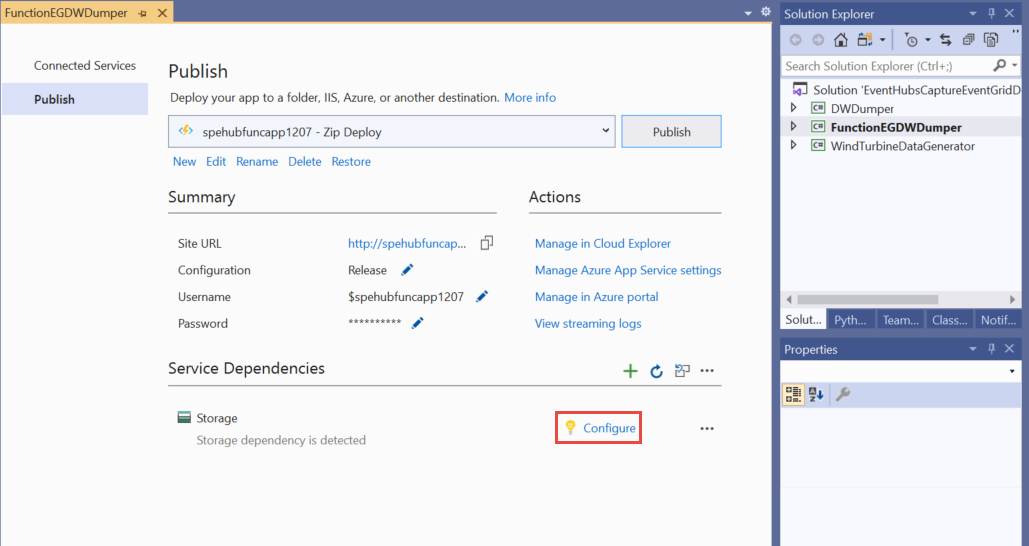 FunctionEGDWDumper
Connected Services
Publish
Publish
Deploy your app to a folder, IIS, Azure, or another destination. More info
spehubfuncapp1207 - Zip Deploy
Publish
New Edit Rename Delete Restore
Summary
Site URL http://spehubfuncap...
Configuration Release
Username $spehubfuncapp1207
Password **********
Actions
Manage in Cloud Explorer
Manage Azure App Service settings
Manage in Azure portal
View streaming logs
Service Dependencies
Storage
Storage dependency is detected
Configure
Solution Explorer
Search Solution Explorer (Ctrl+;)
Solution 'EventHubsCaptureEventGridD
C# DWDumper
C# FunctionEGDWDumper
C# WindTurbineDataGenerator
Solut... Pyth... Team... Class... Notif...
Properties
A
Z